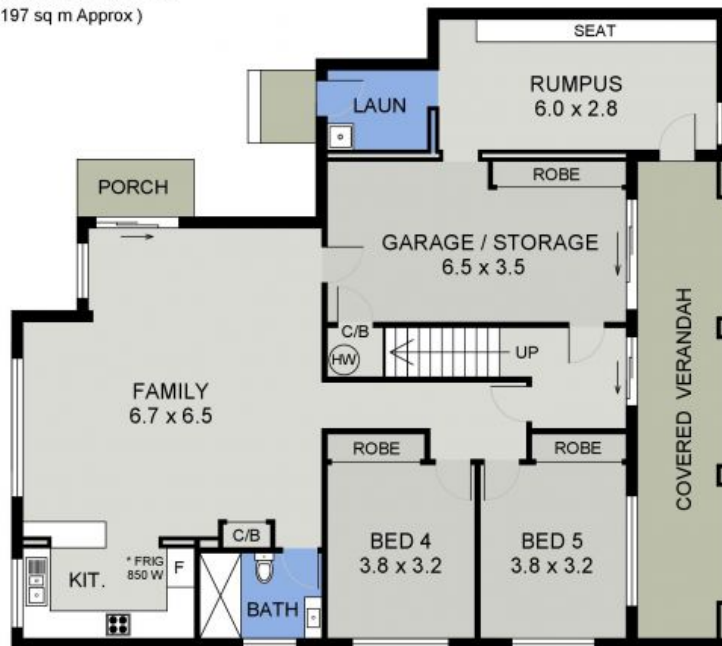 197 sq m Approx )
SEAT
RUMPUS
6.0 x 2.8
LAUN
PORCH
ROBE
GARAGE / STORAGE
6.5 x 3.5
C/B
HW
UP
FAMILY
6.7 x 6.5
COVERED VERANDAH
ROBE
ROBE
C/B
BED 4
3.8 x 3.2
BED 5
3.8 x 3.2
* FRIG
850 W
F
KIT.
BATH